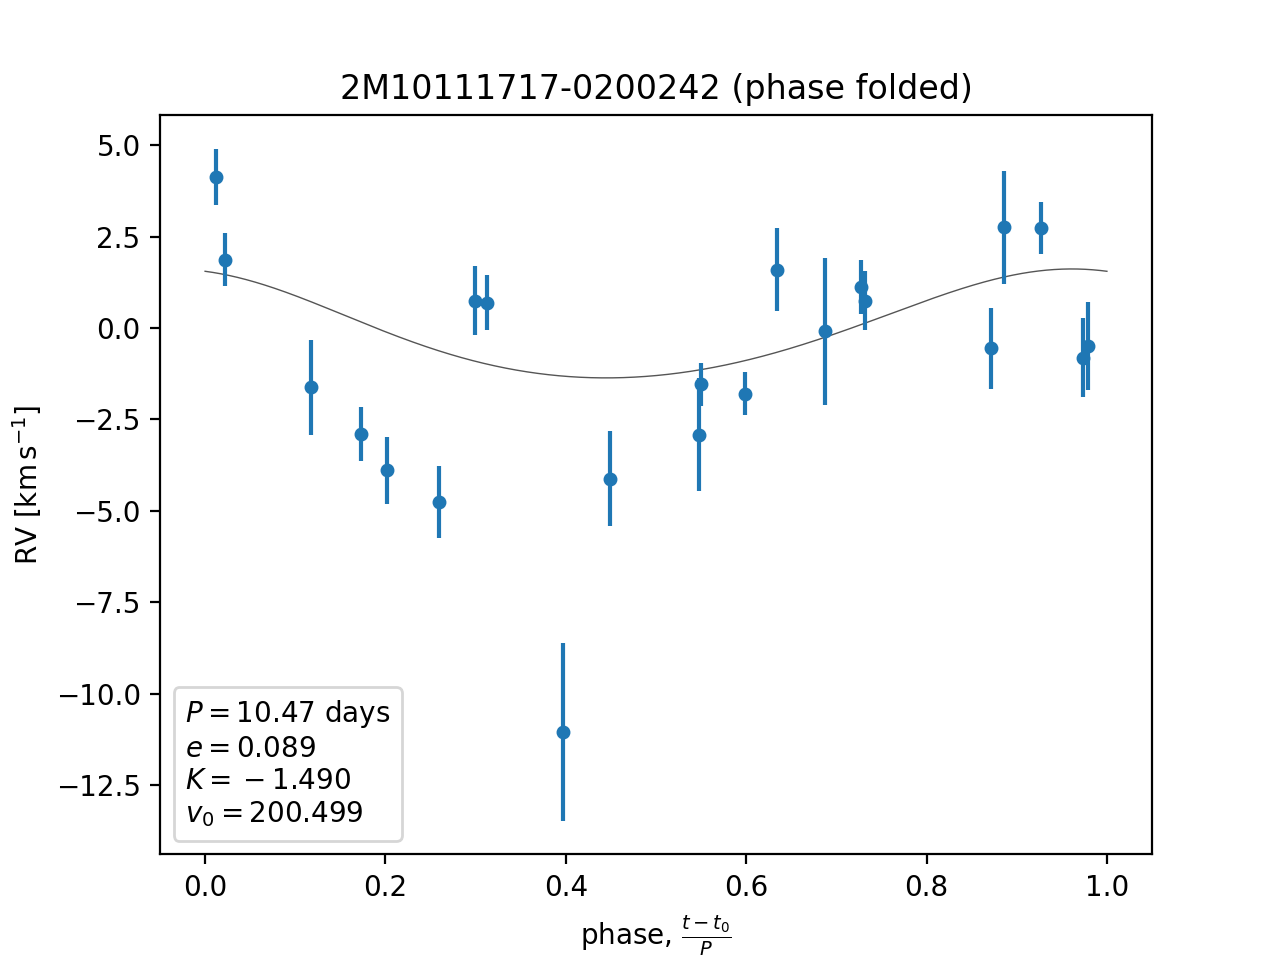 2M10111717-0200242 (phase folded)
RV [km s⁻¹]
5.0
2.5
0.0
−2.5
−5.0
−7.5
−10.0
−12.5
P = 10.47 days
e = 0.089
K = −1.490
v₀ = 200.499
0.0 0.2 0.4 0.6 0.8 1.0
phase, (t − t₀)/P